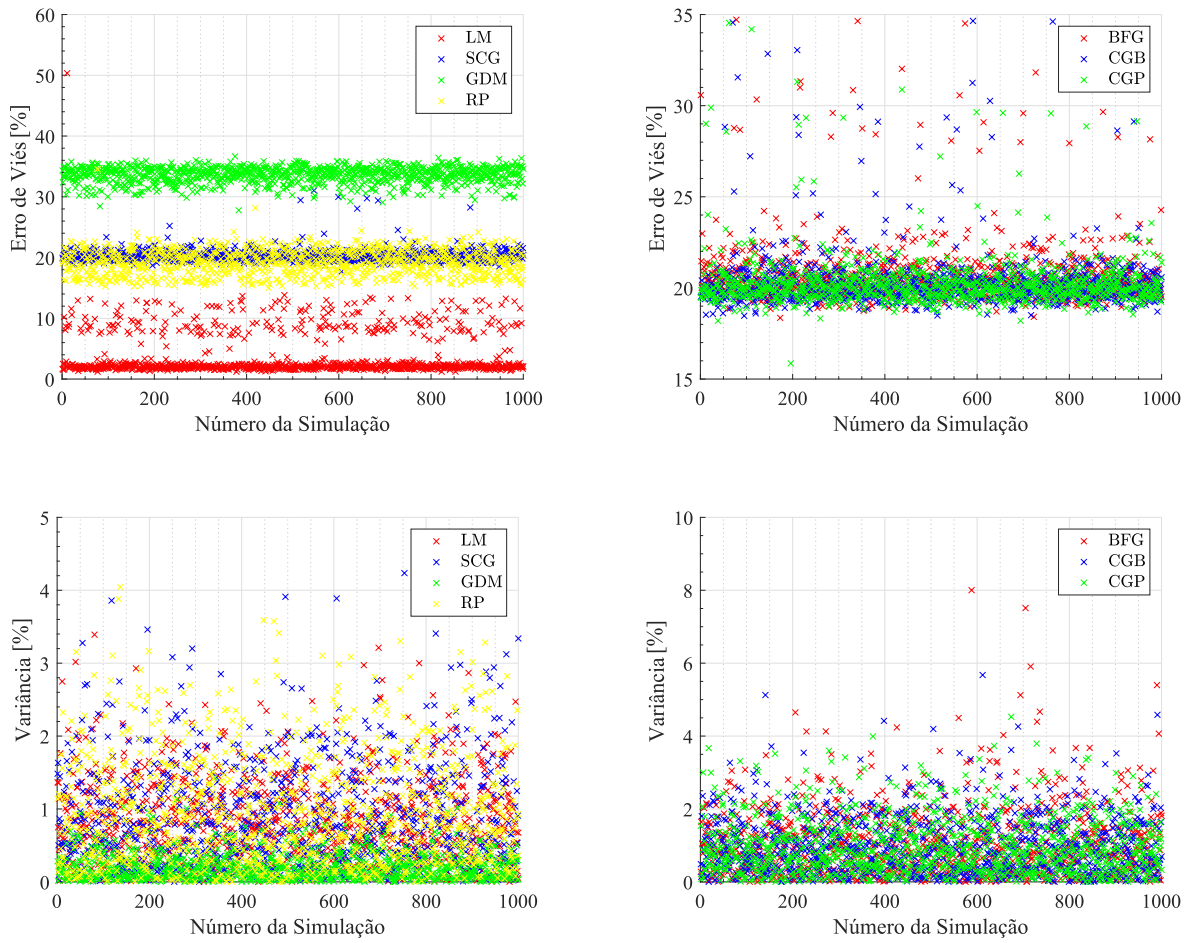 60
50
40
30
20
10
0
Erro de Viés [%]
0 200 400 600 800 1000
Número da Simulação
LM
SCG
GDM
RP
35
30
25
20
15
Erro de Viés [%]
0 200 400 600 800 1000
Número da Simulação
BFG
CGB
CGP
5
4
3
2
1
0
Variância [%]
0 200 400 600 800 1000
Número da Simulação
LM
SCG
GDM
RP
10
8
6
4
2
0
Variância [%]
0 200 400 600 800 1000
Número da Simulação
BFG
CGB
CGP